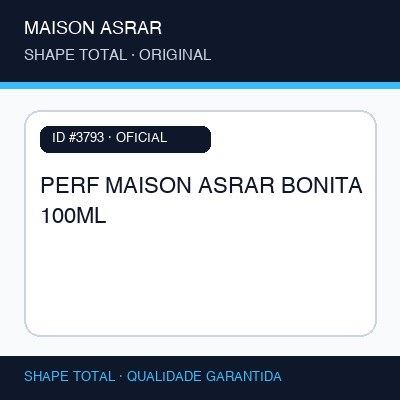 MAISON ASRAR
SHAPE TOTAL · ORIGINAL
ID #3793 · OFICIAL
PERF MAISON ASRAR BONITA
100ML
SHAPE TOTAL · QUALIDADE GARANTIDA